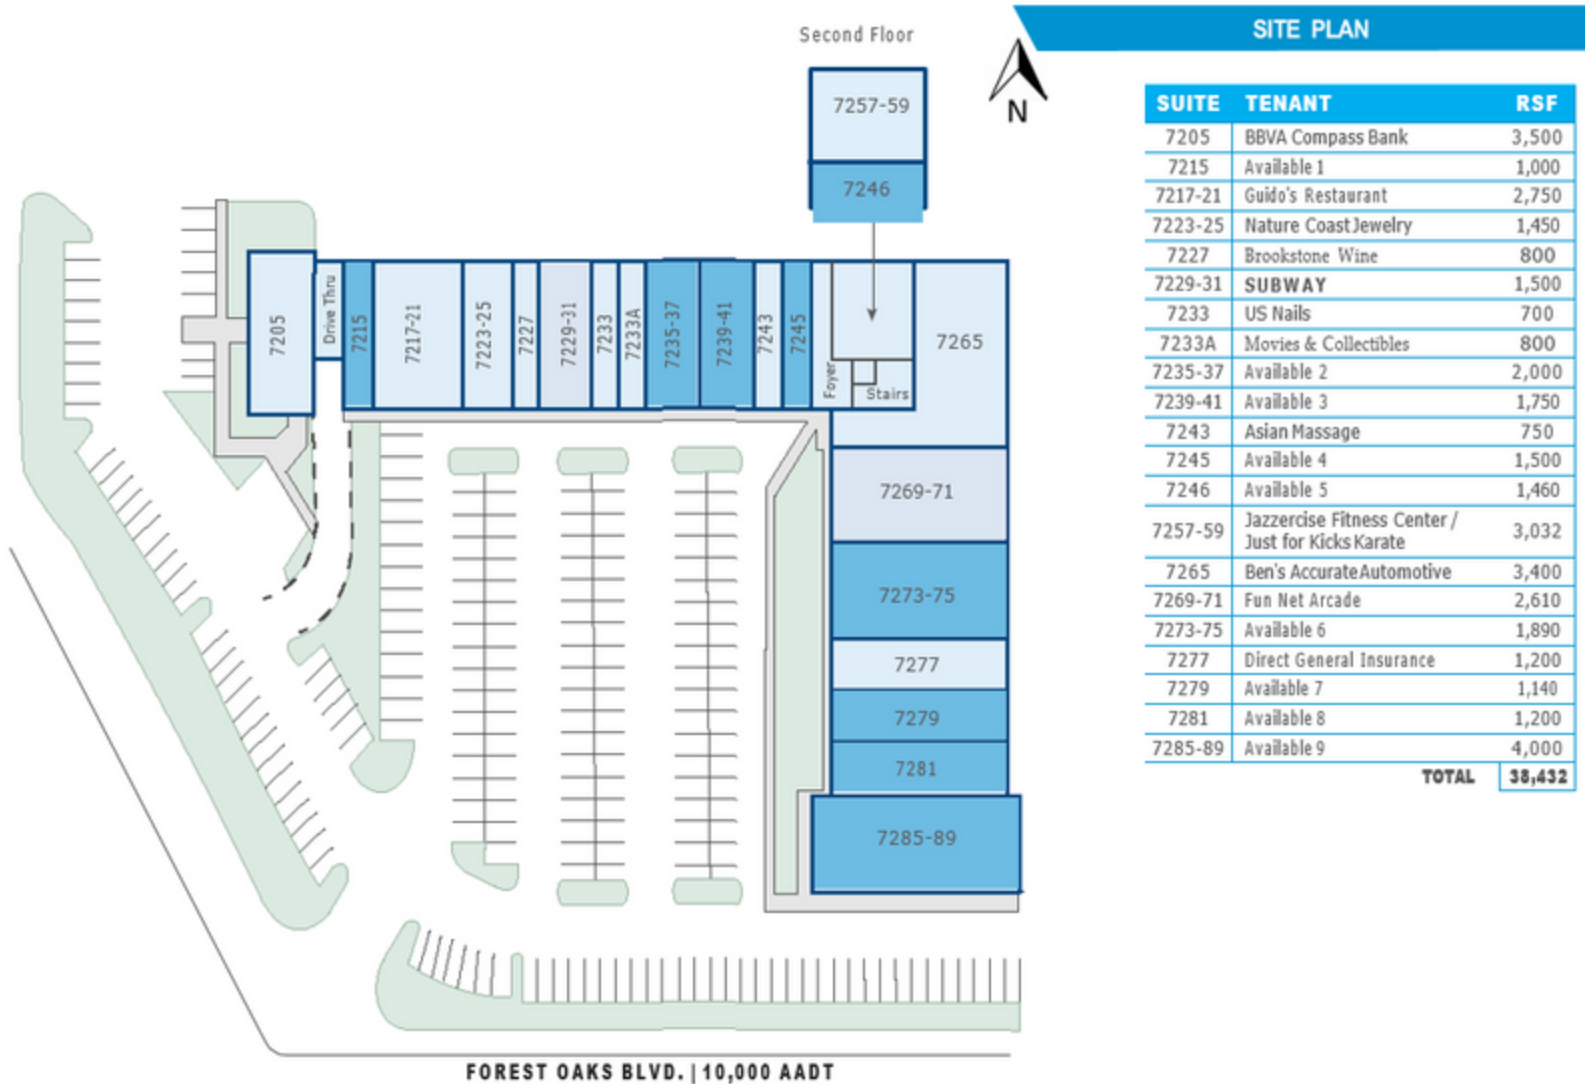 SITE PLAN
Second Floor
7257-59
7246
N
7205
Drive Thru
7215
7217-21
7223-25
7227
7229-31
7233
7233A
7235-37
7239-41
7243
7245
Foyer
Stairs
7265
7269-71
7273-75
7277
7279
7281
7285-89
FOREST OAKS BLVD. | 10,000 AADT
SUITE TENANT RSF
7205 BBVA Compass Bank 3,500
7215 Available 1 1,000
7217-21 Guido's Restaurant 2,750
7223-25 Nature Coast Jewelry 1,450
7227 Brookstone Wine 800
7229-31 SUBWAY 1,500
7233 US Nails 700
7233A Movies & Collectibles 800
7235-37 Available 2 2,000
7239-41 Available 3 1,750
7243 Asian Massage 750
7245 Available 4 1,500
7246 Available 5 1,460
7257-59 Jazzercise Fitness Center / 3,032
Just for Kicks Karate
7265 Ben's Accurate Automotive 3,400
7269-71 Fun Net Arcade 2,610
7273-75 Available 6 1,890
7277 Direct General Insurance 1,200
7279 Available 7 1,140
7281 Available 8 1,200
7285-89 Available 9 4,000
TOTAL 38,432